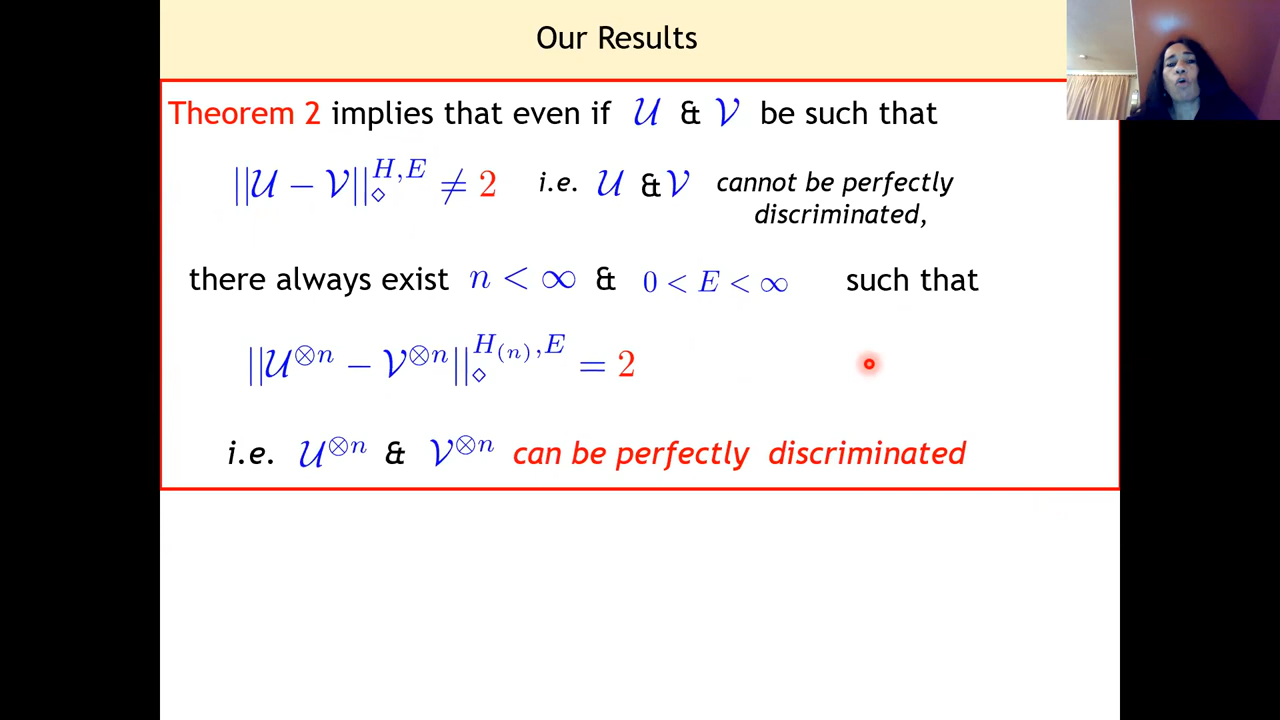 Our Results
Theorem 2 implies that even if 𝒰 & 𝒱 be such that
||𝒰 − 𝒱||⋄^{H,E} ≠ 2 i.e. 𝒰 & 𝒱 cannot be perfectly
discriminated,
there always exist n < ∞ & 0 < E < ∞ such that
||𝒰^{⊗n} − 𝒱^{⊗n}||⋄^{H_{(n)},E} = 2
i.e. 𝒰^{⊗n} & 𝒱^{⊗n} can be perfectly discriminated